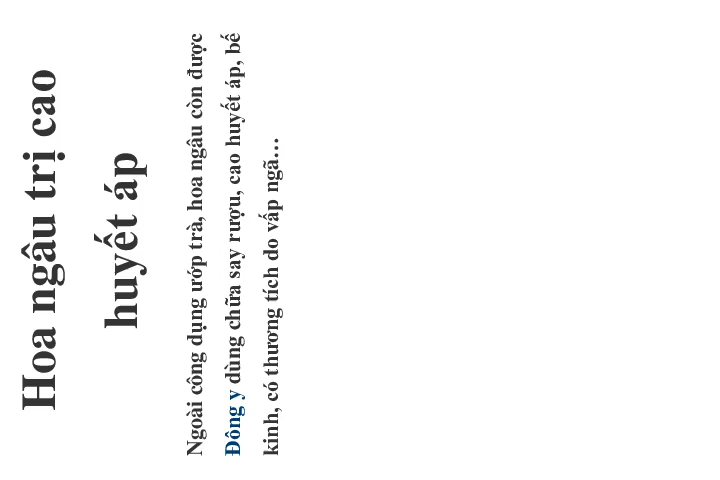 Hoa ngâu trị cao
huyết áp
Ngoài công dụng ướp trà, hoa ngâu còn được
Đông y dùng chữa say rượu, cao huyết áp, bế
kinh, có thương tích do vấp ngã…